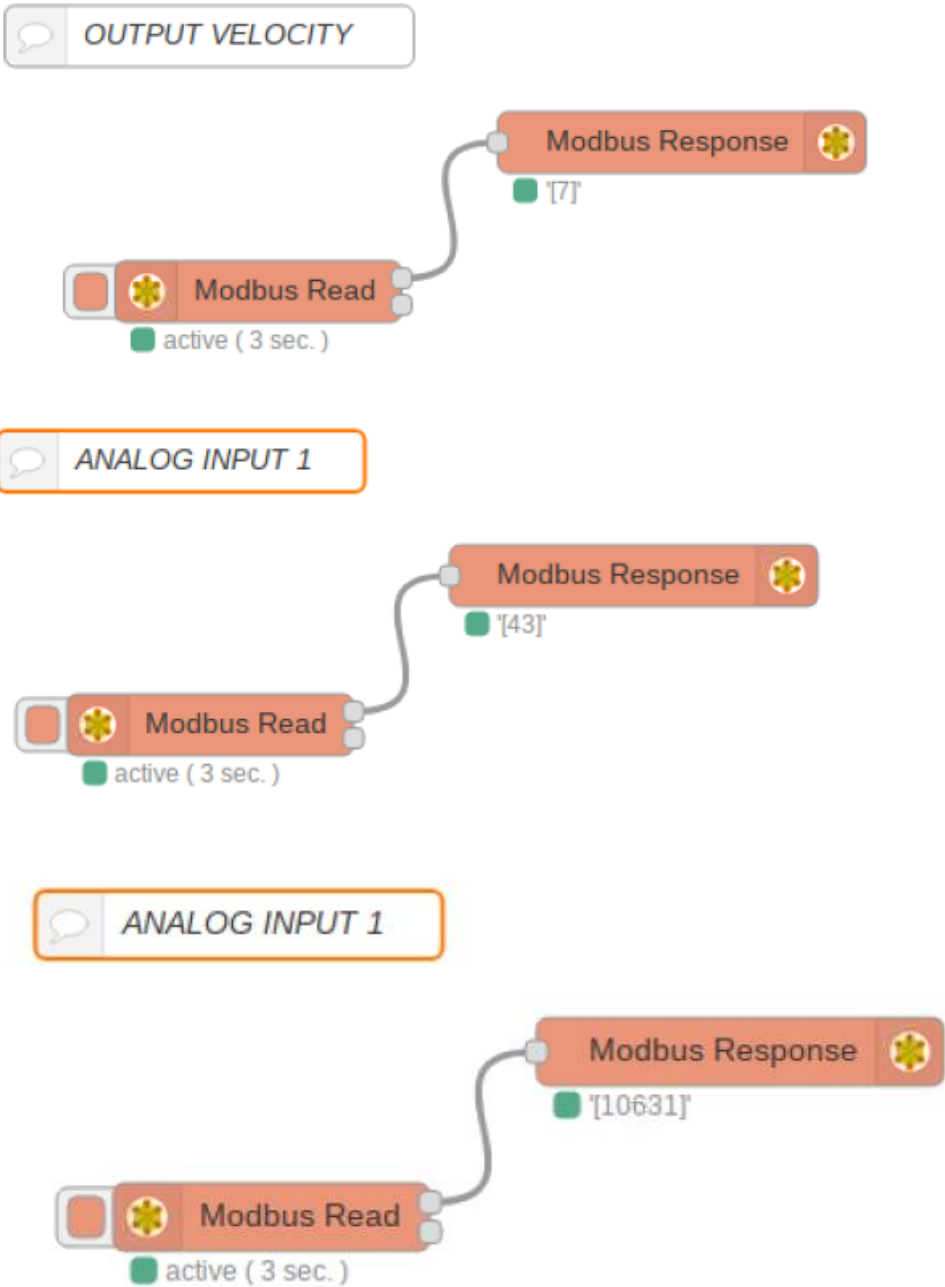 OUTPUT VELOCITY
Modbus Response
'[7]'
Modbus Read
active ( 3 sec. )
ANALOG INPUT 1
Modbus Response
'[43]'
Modbus Read
active ( 3 sec. )
ANALOG INPUT 1
Modbus Response
'[10631]'
Modbus Read
active ( 3 sec. )